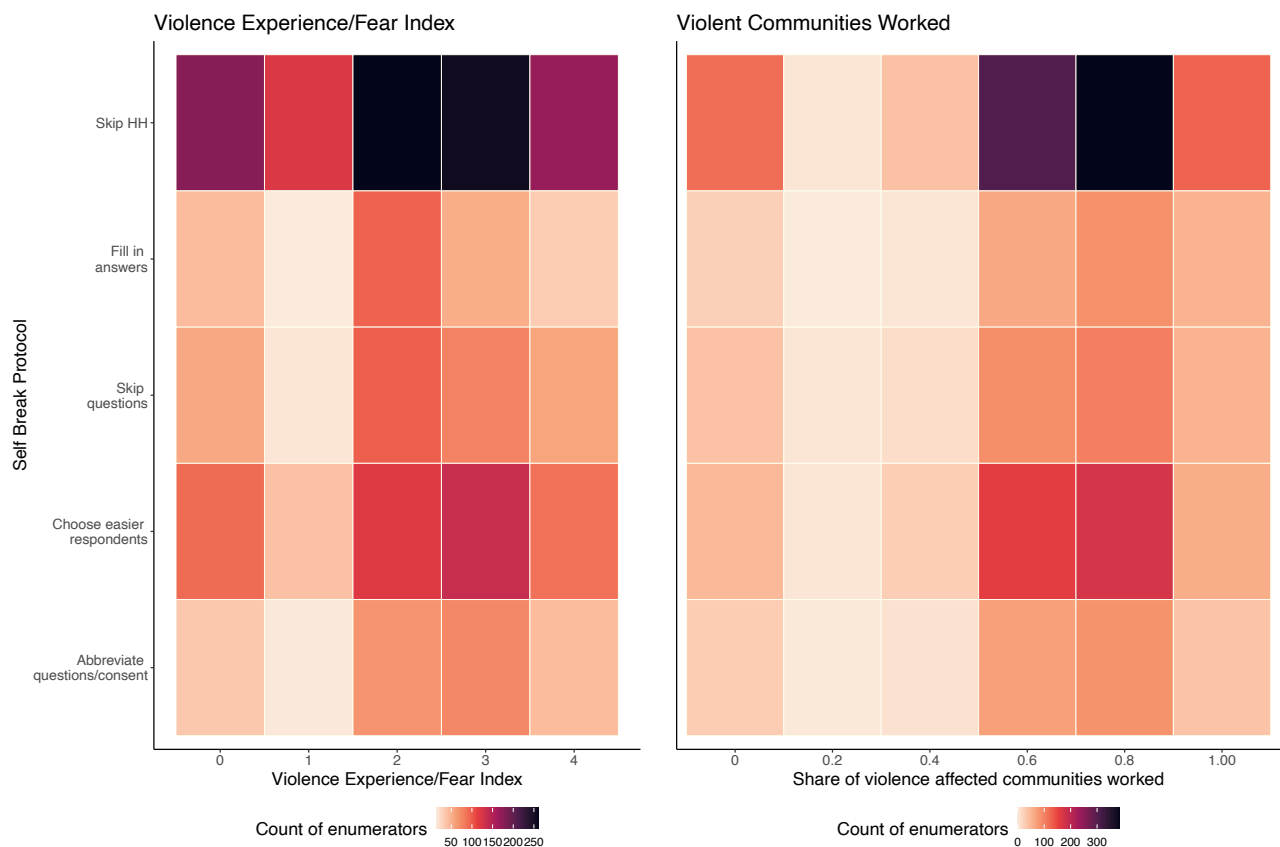 Violence Experience/Fear Index
Violent Communities Worked
Self Break Protocol
Skip HH
Fill in
answers
Skip
questions
Choose easier
respondents
Abbreviate
questions/consent
0 1 2 3 4
Violence Experience/Fear Index
0 0.2 0.4 0.6 0.8 1.00
Share of violence affected communities worked
Count of enumerators
50 100 150 200 250
Count of enumerators
0 100 200 300